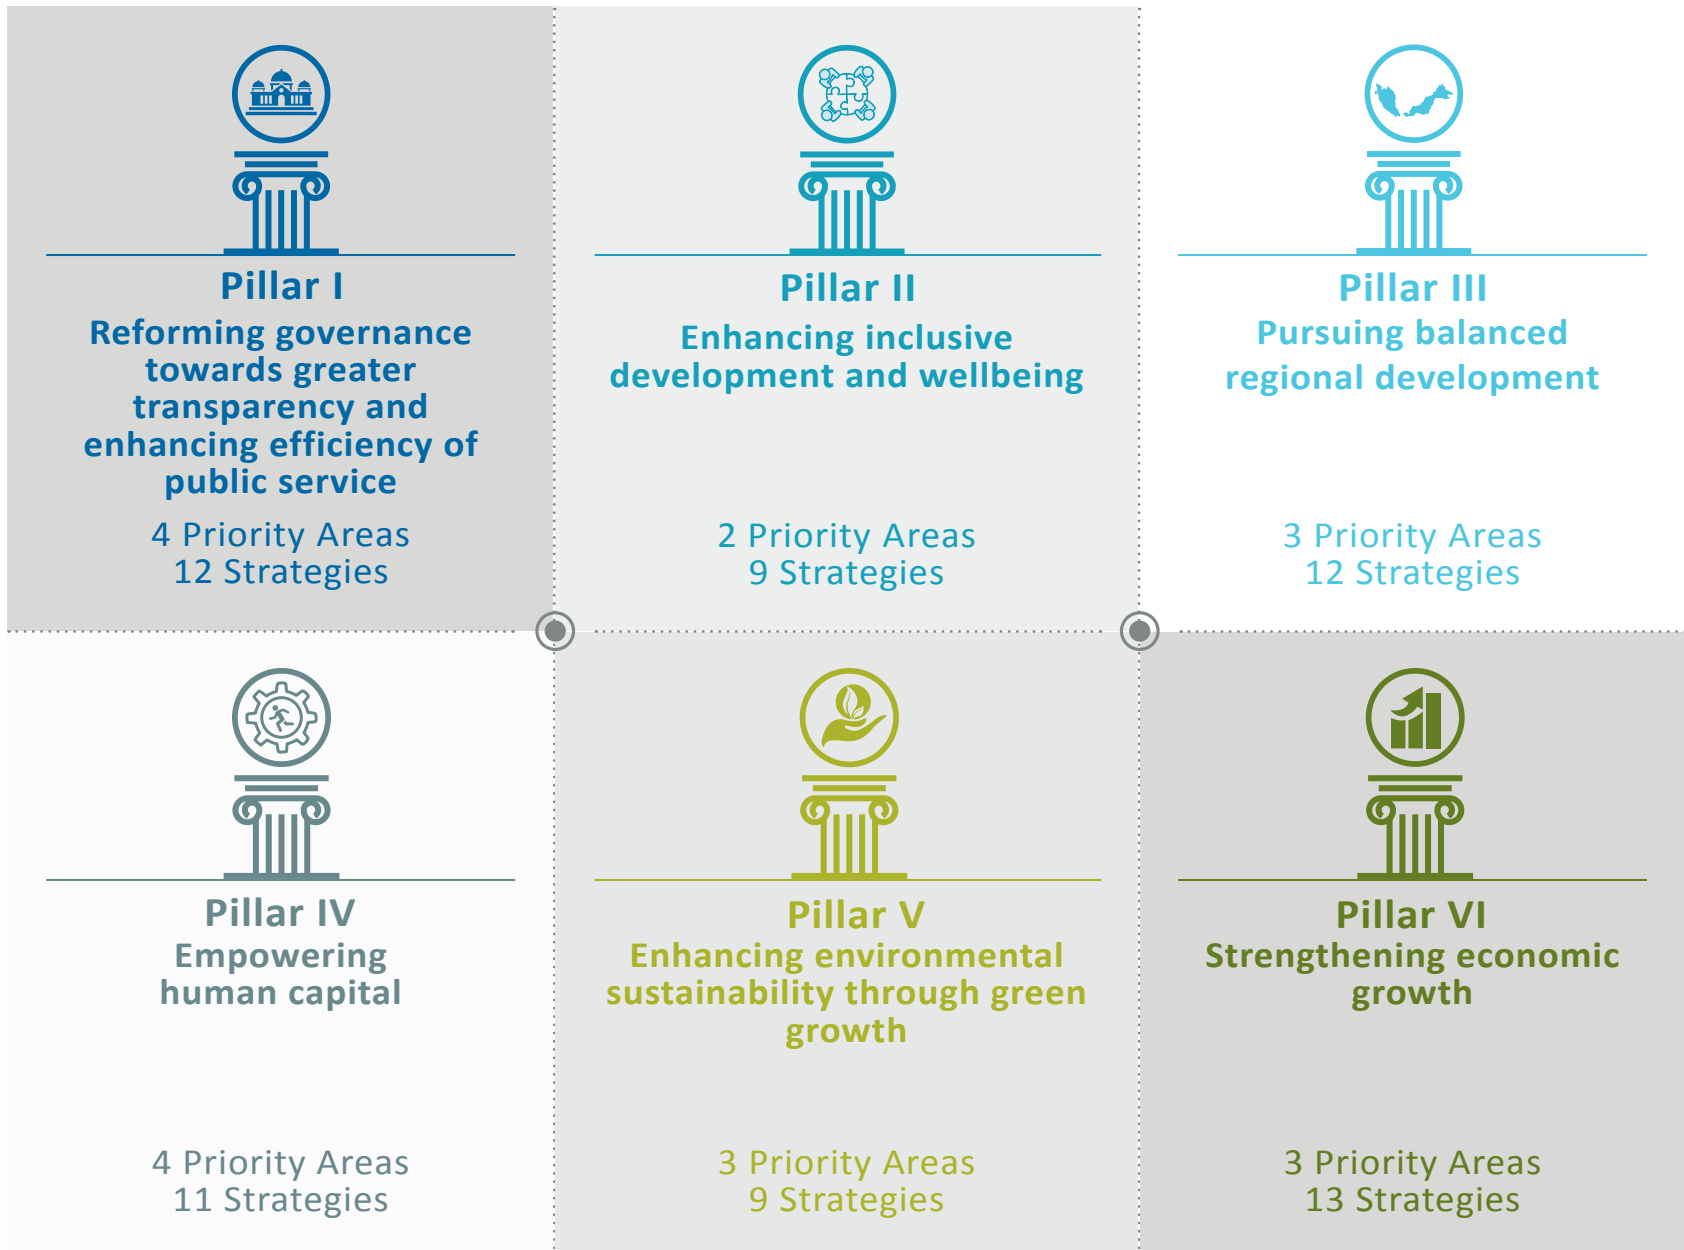 Pillar I
Reforming governance
towards greater
transparency and
enhancing efficiency of
public service
4 Priority Areas
12 Strategies
Pillar II
Enhancing inclusive
development and wellbeing
2 Priority Areas
9 Strategies
Pillar III
Pursuing balanced
regional development
3 Priority Areas
12 Strategies
Pillar IV
Empowering
human capital
4 Priority Areas
11 Strategies
Pillar V
Enhancing environmental
sustainability through green
growth
3 Priority Areas
9 Strategies
Pillar VI
Strengthening economic
growth
3 Priority Areas
13 Strategies